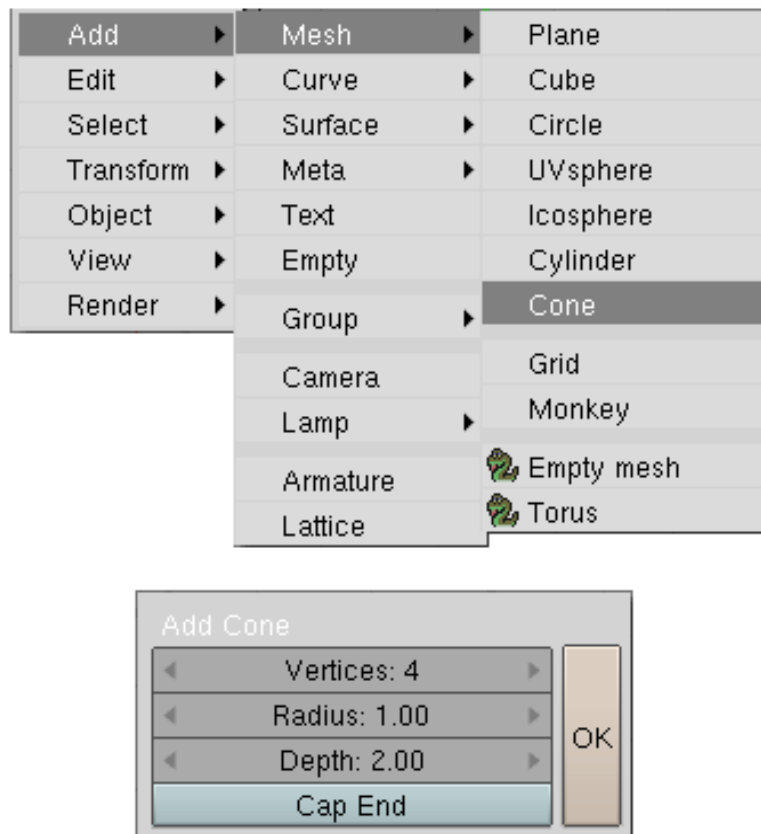 Add
Edit
Select
Transform
Object
View
Render
Mesh
Curve
Surface
Meta
Text
Empty
Group
Camera
Lamp
Armature
Lattice
Plane
Cube
Circle
UVsphere
Icosphere
Cylinder
Cone
Grid
Monkey
Empty mesh
Torus
Add Cone
Vertices: 4
Radius: 1.00
Depth: 2.00
Cap End
OK